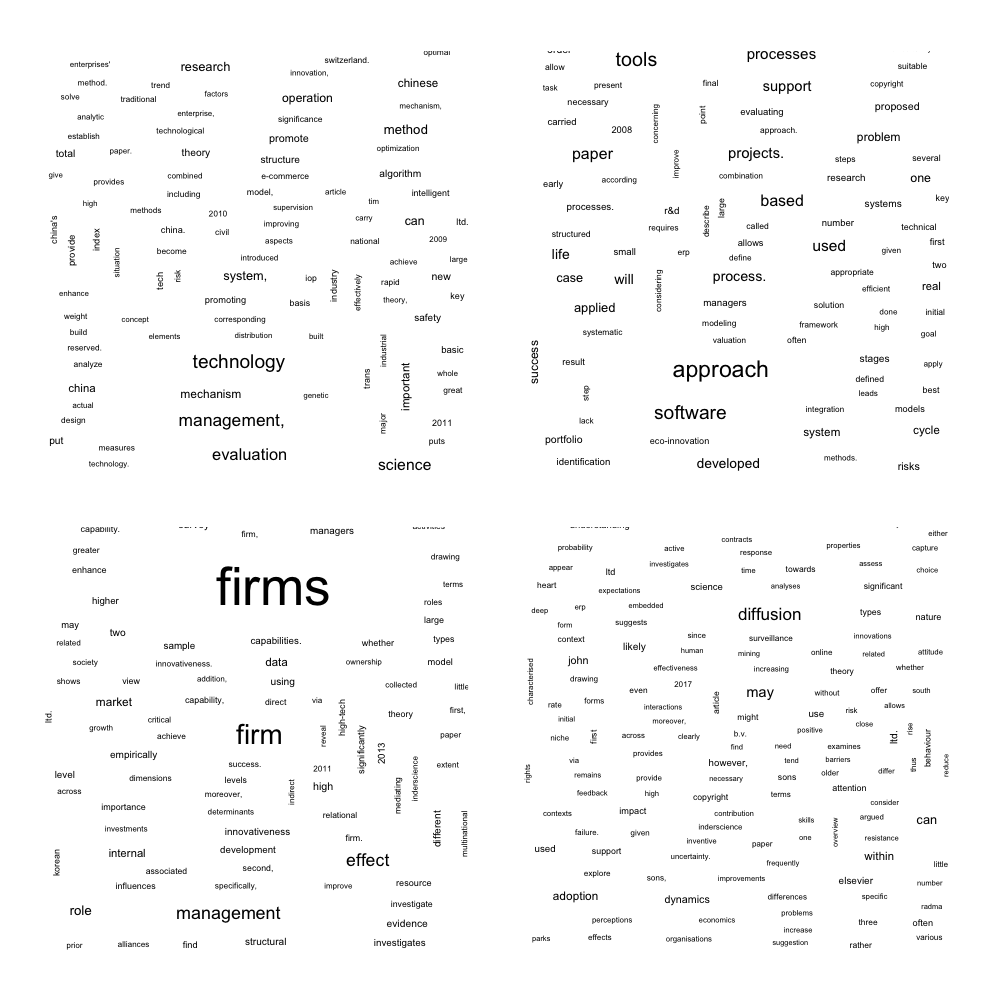 optimal
enterprises' research switzerland.
innovation, chinese
method. trend
solve traditional factors operation mechanism,
analytic enterprise, significance
establish technological promote method
total paper. theory structure optimization
give provides combined e-commerce algorithm
including model, article intelligent
high methods 2010 supervision tim
china's civil improving carry can ltd.
provide index china. aspects national 2009
situation become introduced achieve large
tech risk system, iop industry effectively rapid new
enhance promoting basis theory, key
weight concept corresponding safety
build elements distribution built
reserved. technology industrial basic
analyze trans whole
china mechanism genetic important great
actual
design management, major 2011
put measures evaluation puts
technology. science
tools processes
allow suitable
task present final support copyright
necessary concerning point evaluating proposed
carried 2008 approach. problem
paper improve projects. steps several
early according combination research one
processes. r&d describe large based systems key
structured requires called number technical
life small erp allows used given first
define two
case will considering process. appropriate real
efficient
applied managers solution done initial
systematic modeling framework high goal
valuation often
success result approach stages apply
step defined
leads best
lack software integration models
portfolio eco-innovation system cycle
identification developed methods. risks
capability. survey firm, managers activities
greater drawing
enhance firms terms
higher roles
may two large
related sample capabilities. whether types
society innovativeness. data ownership model
shows view addition, using collected little
ltd. market capability, direct via high-tech theory first,
growth critical
achieve firm reveal significantly 2013 paper
empirically success. extent
level dimensions levels 2011 mediating inderscience
across moreover, indirect high
importance determinants relational different multinational
investments innovativeness firm.
korean internal development effect
associated second,
influences specifically, improve resource
role management investigate
evidence
prior alliances find structural investigates
understanding contracts either
probability active response properties capture
appear ltd investigates time towards assess choice
heart expectations science analyses significant
deep erp embedded diffusion types nature
form suggests
context since surveillance innovations
likely human mining online related attitude
characterised john effectiveness increasing theory whether
drawing even 2017 article may without offer south
rate forms interactions might use risk allows
initial moreover, close
niche first across clearly b.v. positive ltd. rise behaviour
find need examines
via provides however, tend barriers thus reduce
rights remains provide necessary sons older differ
feedback high copyright terms attention
consider
contexts impact contribution skills overview argued can
failure. given inderscience one resistance
inventive paper
used support uncertainty. within
frequently little
explore sons, improvements elsevier number
adoption dynamics differences specific
radma
perceptions economics problems three often
increase
parks effects organisations suggestion rather various